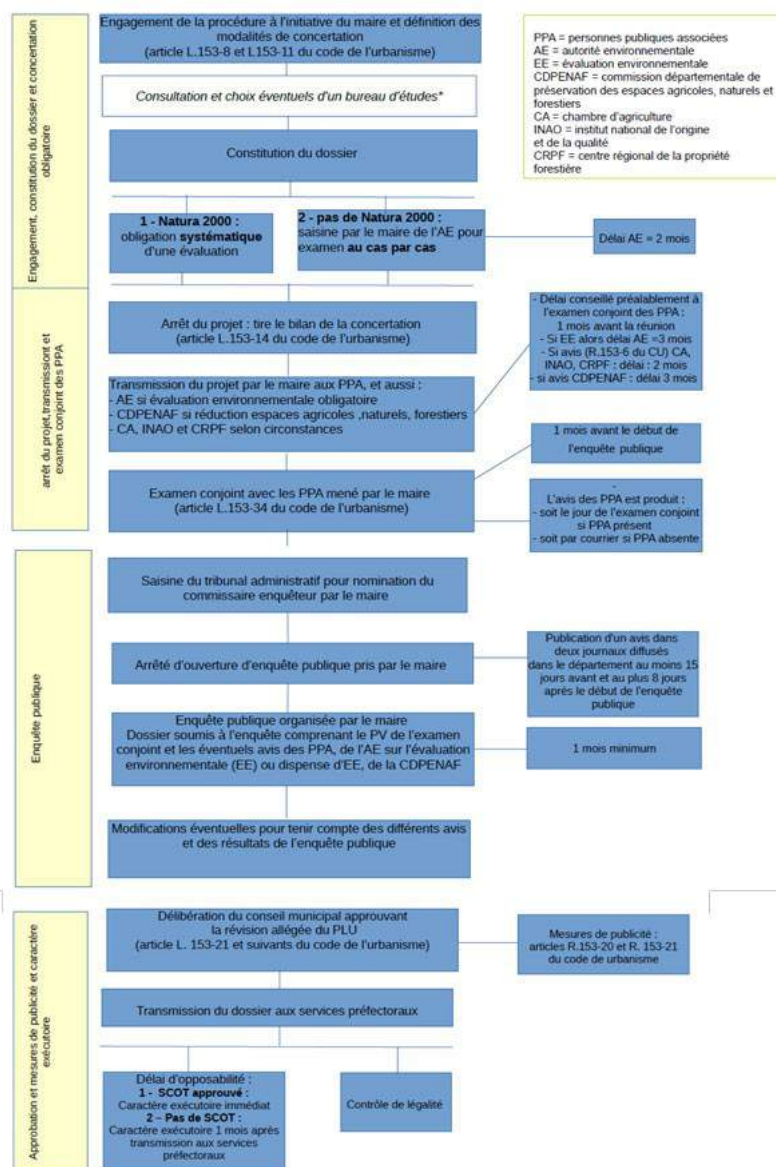 Engagement, constitution du dossier et concertation
obligatoire
Engagement de la procédure à l'initiative du maire et définition des
modalités de concertation
(article L.153-8 et L153-11 du code de l'urbanisme)
Consultation et choix éventuels d'un bureau d'études*
Constitution du dossier
1 - Natura 2000 :
obligation systématique
d'une évaluation
2 - pas de Natura 2000 :
saisine par le maire de l'AE pour
examen au cas par cas
Délai AE = 2 mois
PPA = personnes publiques associées
AE = autorité environnementale
EE = évaluation environnementale
CDPENAF = commission départementale de
préservation des espaces agricoles, naturels et
forestiers
CA = chambre d'agriculture
INAO = institut national de l'origine
et de la qualité
CRPF = centre régional de la propriété
forestière
arrêt du projet,transmissiont et
examen conjoint des PPA
Arrêt du projet : tire le bilan de la concertation
(article L.153-14 du code de l'urbanisme)
Transmission du projet par le maire aux PPA, et aussi :
- AE si évaluation environnementale obligatoire
- CDPENAF si réduction espaces agricoles ,naturels, forestiers
- CA, INAO et CRPF selon circonstances
- Délai conseillé préalablement à
l'examen conjoint des PPA :
1 mois avant la réunion
- Si EE alors délai AE =3 mois
- Si avis (R.153-6 du CU) CA,
INAO, CRPF : délai : 2 mois
- si avis CDPENAF : délai 3 mois
Examen conjoint avec les PPA mené par le maire
(article L.153-34 du code de l'urbanisme)
1 mois avant le début de
l'enquête publique
-
L'avis des PPA est produit :
- soit le jour de l'examen conjoint
si PPA présent
- soit par courrier si PPA absente
Enquête publique
Saisine du tribunal administratif pour nomination du
commissaire enquêteur par le maire
Arrêté d'ouverture d'enquête publique pris par le maire
Publication d'un avis dans
deux journaux diffusés
dans le département au moins 15
jours avant et au plus 8 jours
après le début de l'enquête
publique
Enquête publique organisée par le maire
Dossier soumis à l'enquête comprenant le PV de l'examen
conjoint et les éventuels avis des PPA, de l'AE sur l'évaluation
environnementale (EE) ou dispense d'EE, de la CDPENAF
1 mois minimum
Modifications éventuelles pour tenir compte des différents avis
et des résultats de l'enquête publique
Approbation et mesures de publicité et caractère
exécutoire
Délibération du conseil municipal approuvant
la révision allégée du PLU
(article L. 153-21 et suivants du code de l'urbanisme)
Mesures de publicité :
articles R.153-20 et R. 153-21
du code de urbanisme
Transmission du dossier aux services préfectoraux
Délai d'opposabilité :
1 - SCOT approuvé :
Caractère exécutoire immédiat
2 – Pas de SCOT :
Caractère exécutoire 1 mois après
transmission aux services
préfectoraux
Contrôle de légalité